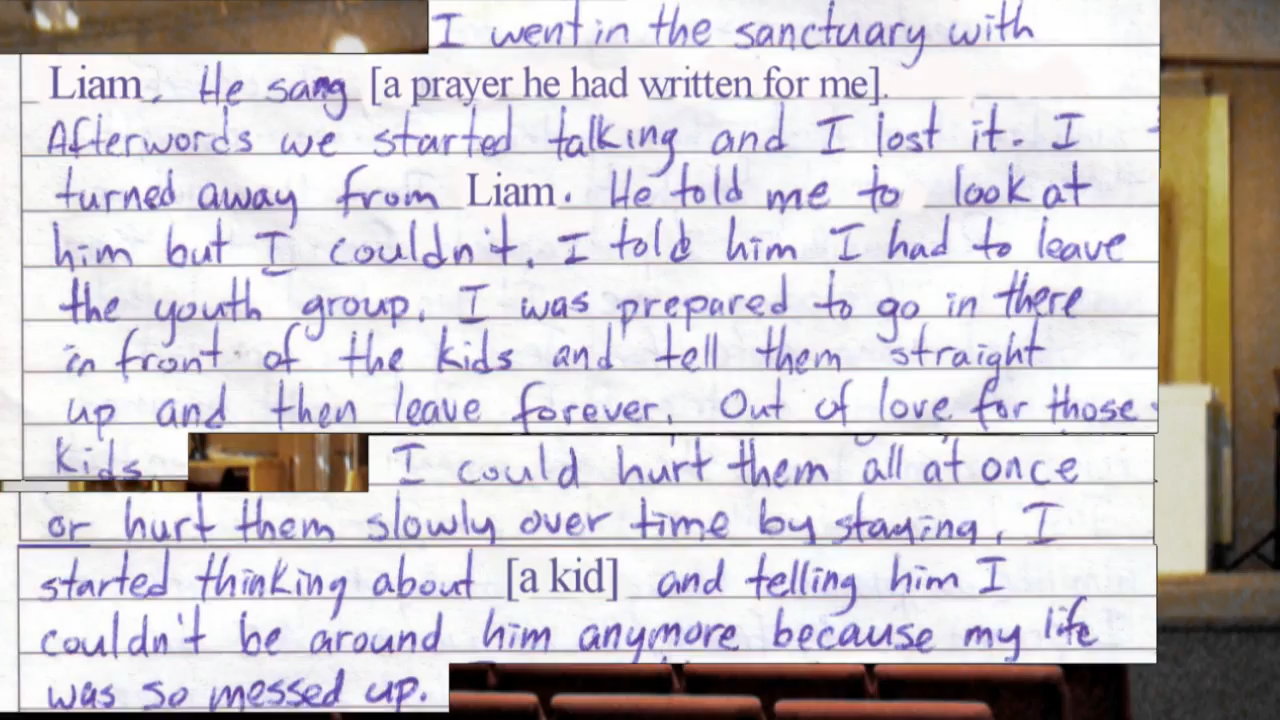 I went in the sanctuary with
Liam. He sang [a prayer he had written for me].
Afterwords we started talking and I lost it. I
turned away from Liam. He told me to look at
him but I couldn't. I told him I had to leave
the youth group. I was prepared to go in there
in front of the kids and tell them straight
up and then leave forever. Out of love for those
kids I could hurt them all at once
or hurt them slowly over time by staying. I
started thinking about [a kid] and telling him I
couldn't be around him anymore because my life
was so messed up.